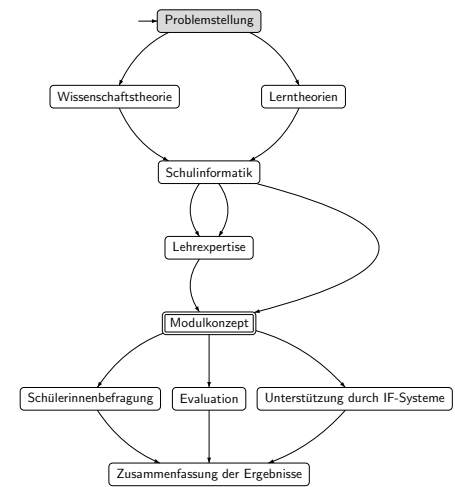 Problemstellung
Wissenschaftstheorie
Lerntheorien
Schulinformatik
Lehrexpertise
Modulkonzept
Schülerinnenbefragung
Evaluation
Unterstützung durch IF-Systeme
Zusammenfassung der Ergebnisse